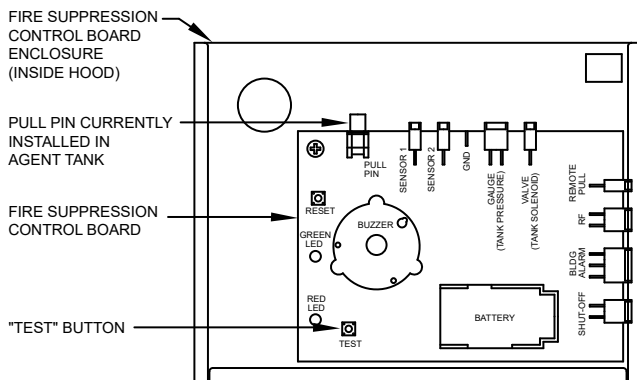 FIRE SUPPRESSION
CONTROL BOARD
ENCLOSURE
(INSIDE HOOD)
PULL PIN CURRENTLY
INSTALLED IN
AGENT TANK
FIRE SUPPRESSION
CONTROL BOARD
"TEST" BUTTON
PULL
PIN
SENSOR 1
SENSOR 2
GND
GAUGE
(TANK PRESSURE)
VALVE
(TANK SOLENOID)
REMOTE
PULL
RF
BLDG
ALARM
SHUT-OFF
RESET
BUZZER
GREEN
LED
RED
LED
TEST
BATTERY